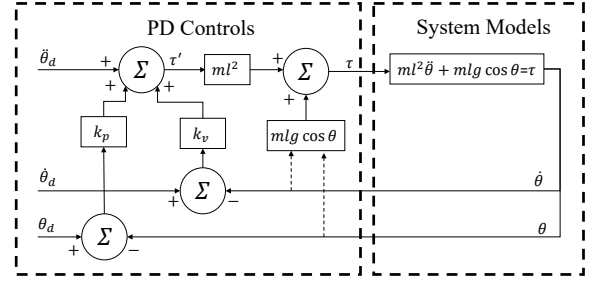 PD Controls
System Models
θ̈_d + Σ τ′ ml² + Σ τ ml²θ̈ + mlg cos θ=τ
+ +
+
k_p k_v mlg cos θ
θ̇_d + Σ − θ̇
θ_d + Σ − θ